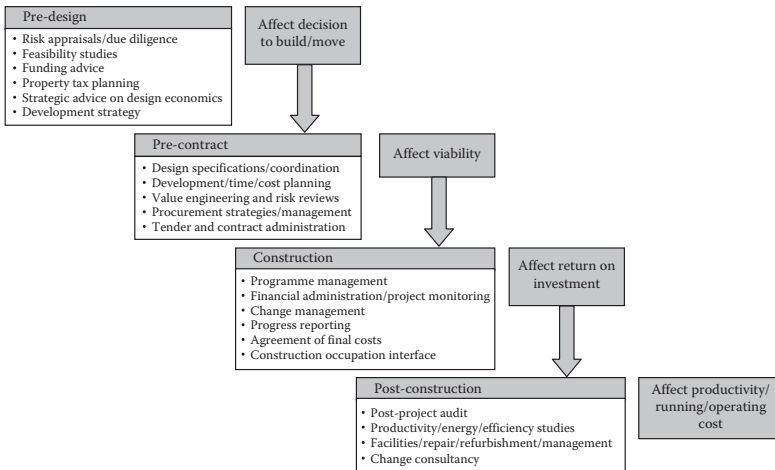 Pre-design
• Risk appraisals/due diligence
• Feasibility studies
• Funding advice
• Property tax planning
• Strategic advice on design economics
• Development strategy
Affect decision
to build/move
Pre-contract
• Design specifications/coordination
• Development/time/cost planning
• Value engineering and risk reviews
• Procurement strategies/management
• Tender and contract administration
Affect viability
Construction
• Programme management
• Financial administration/project monitoring
• Change management
• Progress reporting
• Agreement of final costs
• Construction occupation interface
Affect return on
investment
Post-construction
• Post-project audit
• Productivity/energy/efficiency studies
• Facilities/repair/refurbishment/management
• Change consultancy
Affect productivity/
running/operating
cost